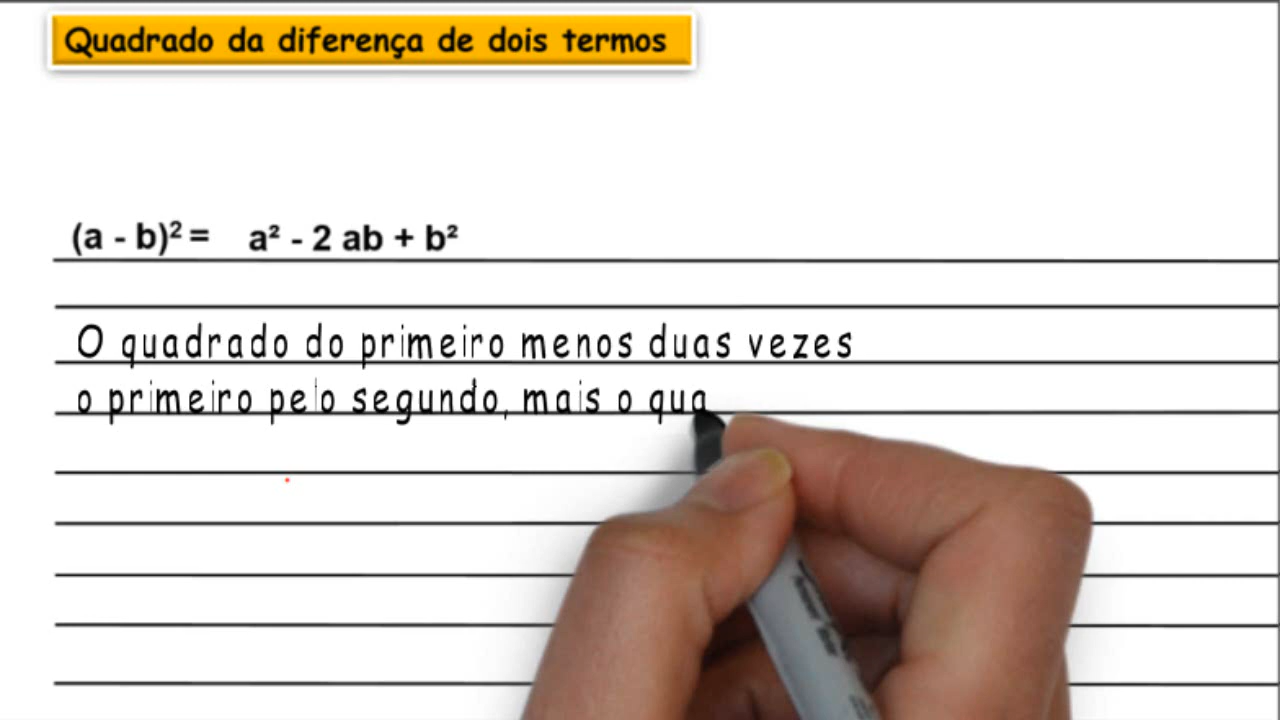 Quadrado da diferença de dois termos
(a - b)² = a² - 2 ab + b²
O quadrado do primeiro menos duas vezes
o primeiro pelo segundo, mais o qua